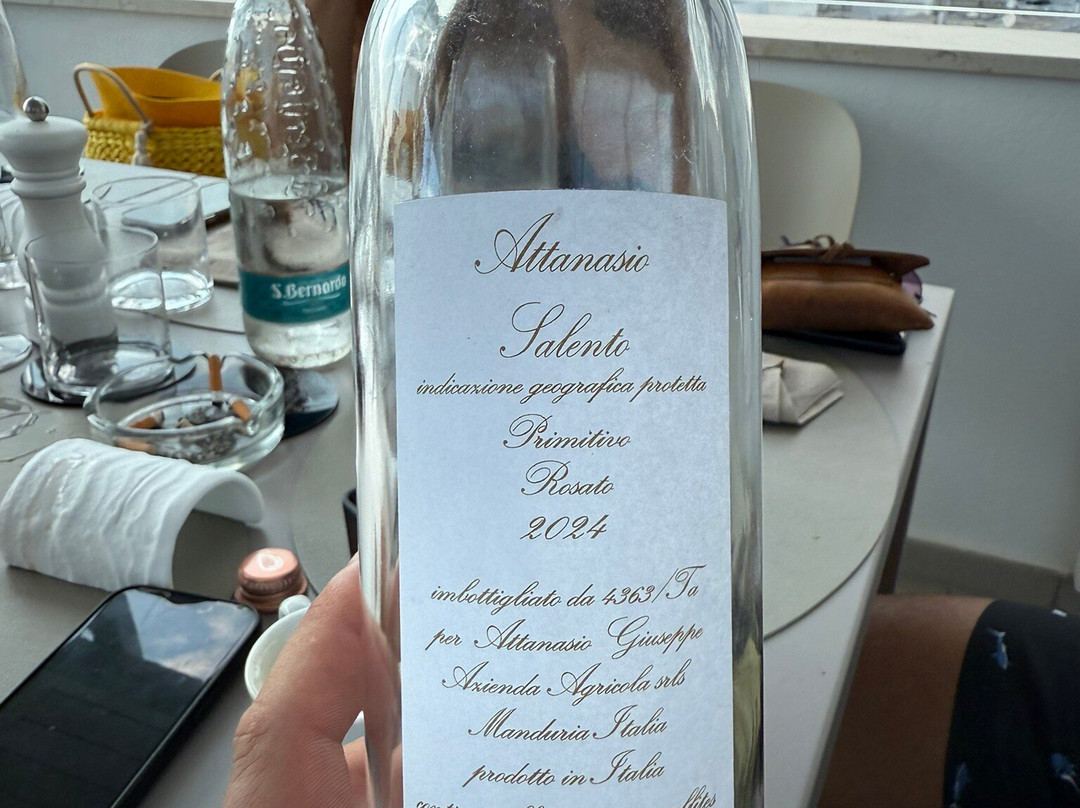 Attanasio
Salento
indicazione geografica protetta
Primitivo
Rosato
2024
imbottigliato da 4363/Ta
per Attanasio Giuseppe
Azienda Agricola srls
Manduria Italia
prodotto in Italia
S.Bernardo